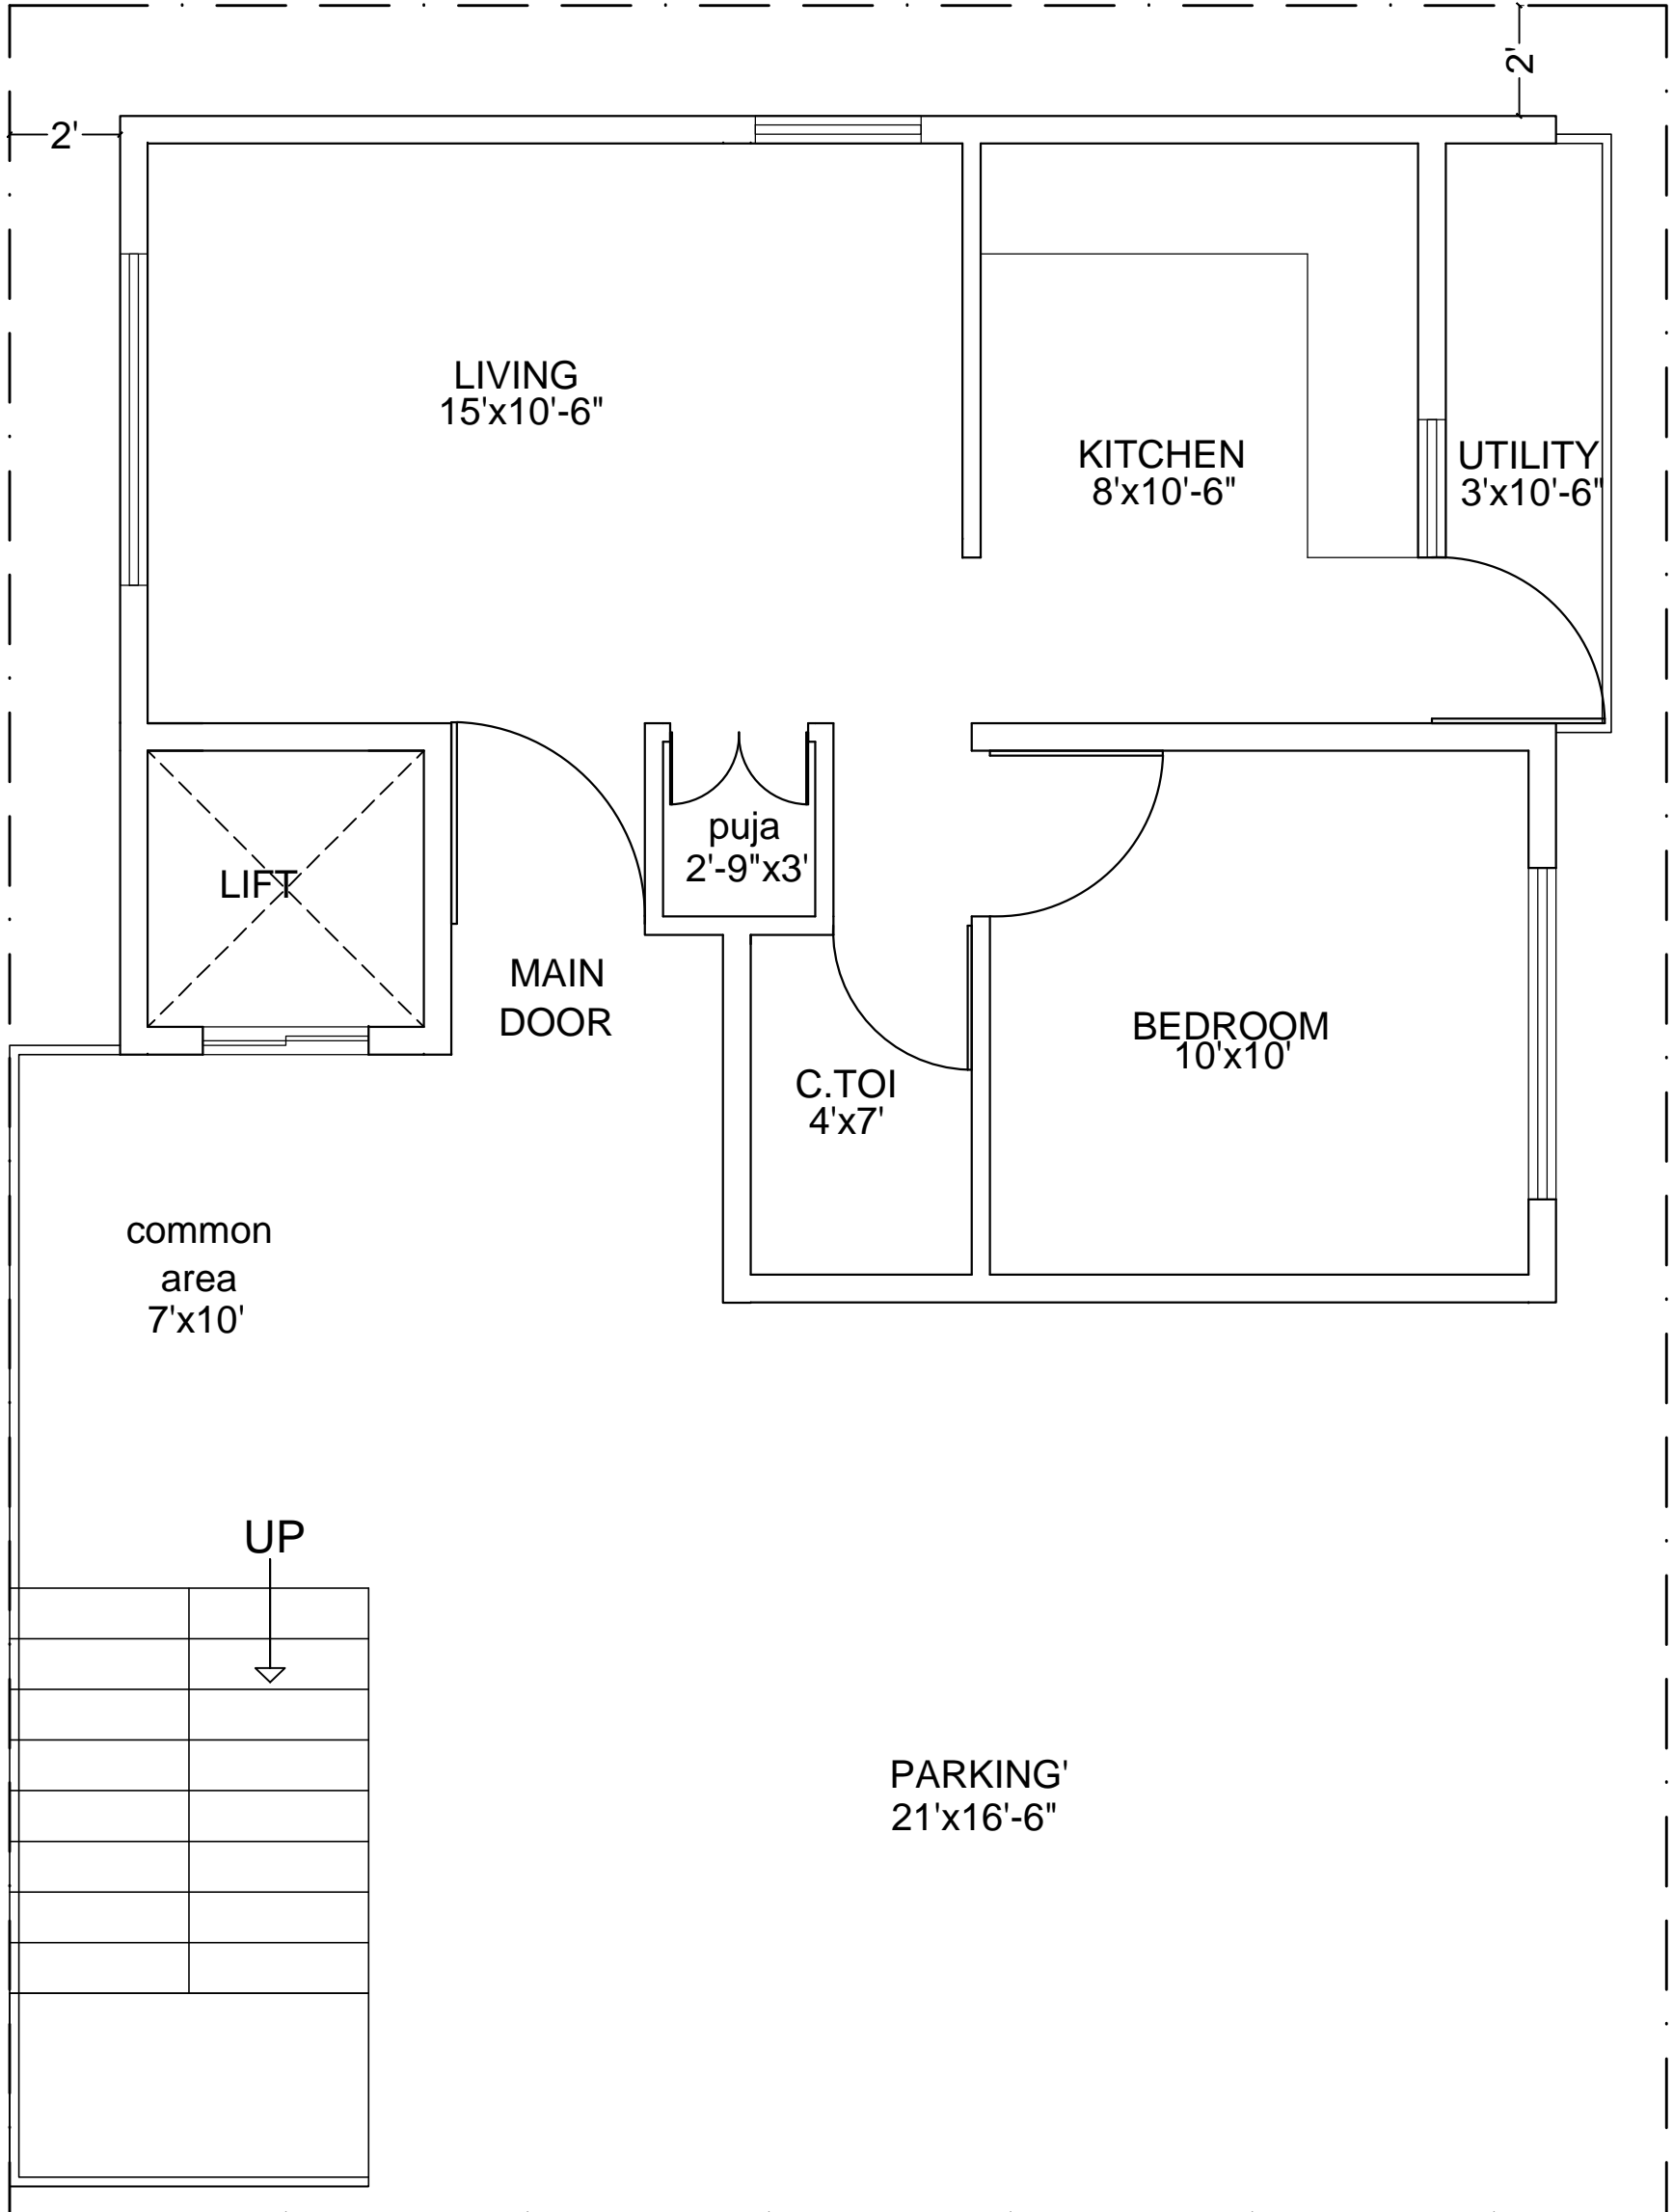 2'
2'
LIVING
15'x10'-6"
KITCHEN
8'x10'-6"
UTILITY
3'x10'-6"
puja
2'-9"x3'
LIFT
MAIN
DOOR
BEDROOM
10'x10'
C.TOI
4'x7'
common
area
7'x10'
UP
PARKING'
21'x16'-6"